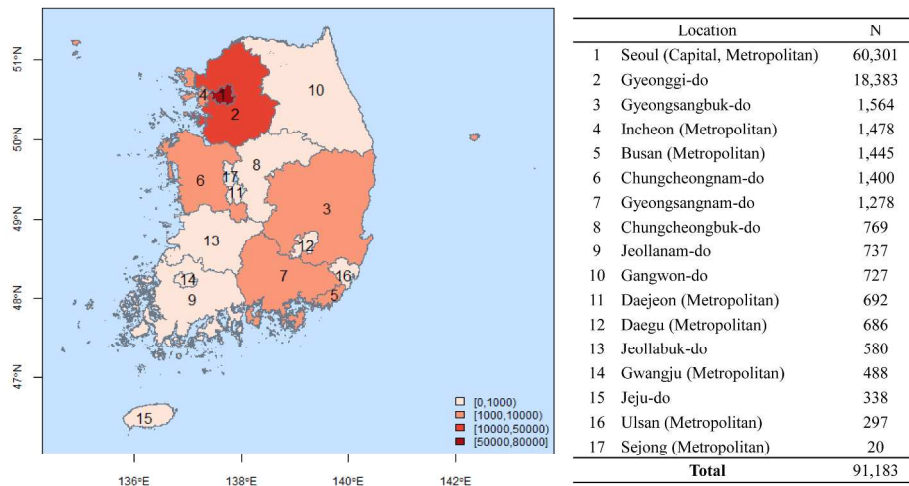 51°N
50°N
49°N
48°N
47°N
136°E
138°E
140°E
142°E
1
2
3
4
5
6
7
8
9
10
11
12
13
14
15
16
17
[0,1000)
[1000,10000)
[10000,50000)
[50000,80000]
Location N
1 Seoul (Capital, Metropolitan) 60,301
2 Gyeonggi-do 18,383
3 Gyeongsangbuk-do 1,564
4 Incheon (Metropolitan) 1,478
5 Busan (Metropolitan) 1,445
6 Chungcheongnam-do 1,400
7 Gyeongsangnam-do 1,278
8 Chungcheongbuk-do 769
9 Jeollanam-do 737
10 Gangwon-do 727
11 Daejeon (Metropolitan) 692
12 Daegu (Metropolitan) 686
13 Jeollabuk-do 580
14 Gwangju (Metropolitan) 488
15 Jeju-do 338
16 Ulsan (Metropolitan) 297
17 Sejong (Metropolitan) 20
Total 91,183